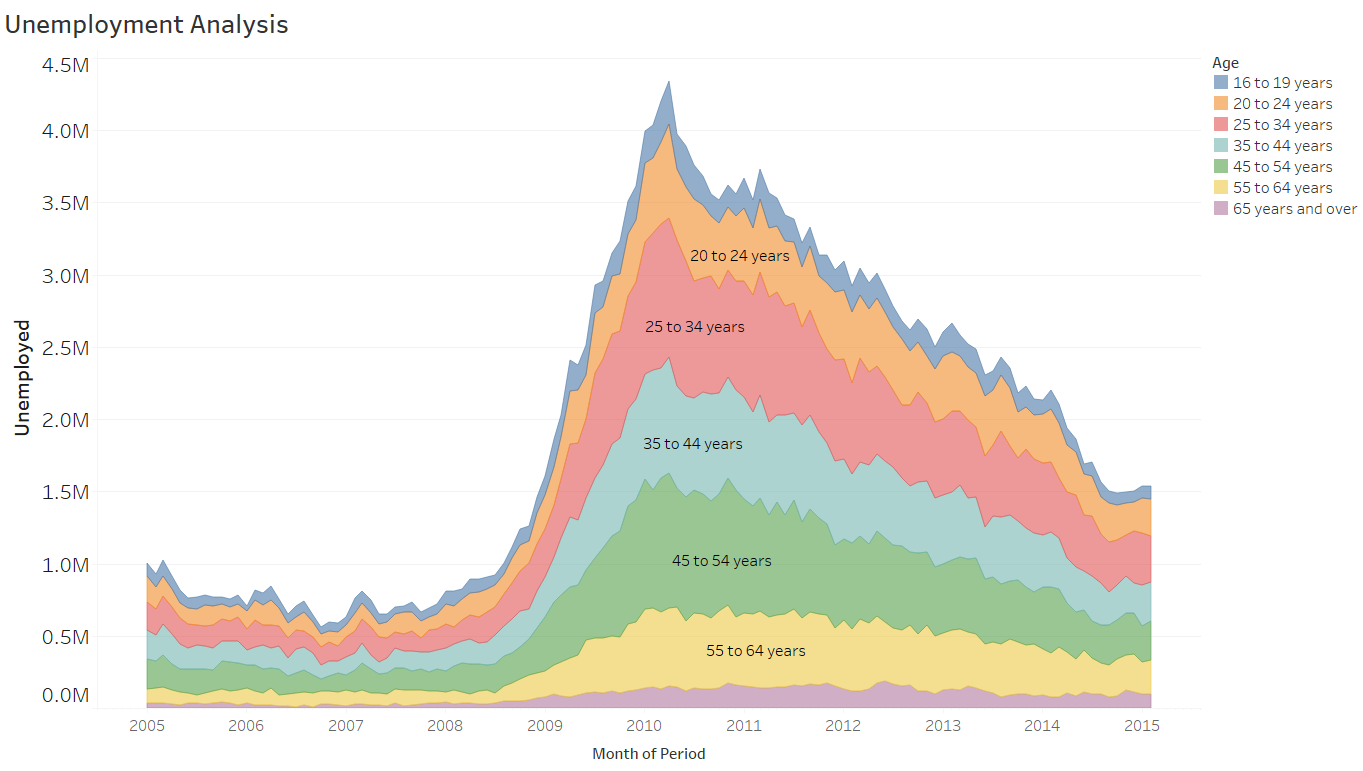 Unemployment Analysis
4.5M
4.0M
3.5M
3.0M
2.5M
2.0M
1.5M
1.0M
0.5M
0.0M
Unemployed
20 to 24 years
25 to 34 years
35 to 44 years
45 to 54 years
55 to 64 years
2005 2006 2007 2008 2009 2010 2011 2012 2013 2014 2015
Month of Period
Age
16 to 19 years
20 to 24 years
25 to 34 years
35 to 44 years
45 to 54 years
55 to 64 years
65 years and over